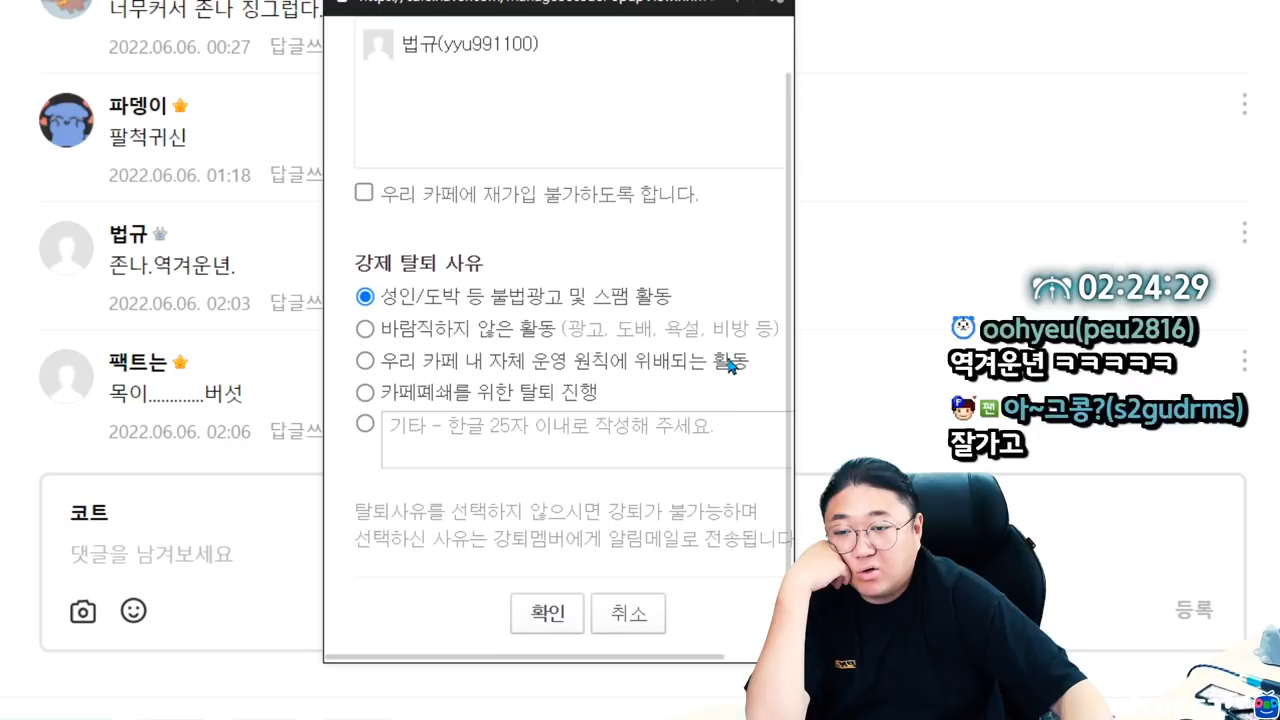 너무커서 존나 징그럽다.
2022.06.06. 00:27 답글쓰
파뎅이
팔척귀신
2022.06.06. 01:18 답글쓰
법규
존나.역겨운년.
2022.06.06. 02:03 답글쓰
팩트는
목이............버섯
2022.06.06. 02:06 답글쓰
코트
댓글을 남겨보세요
등록
법규(yyu991100)
우리 카페에 재가입 불가하도록 합니다.
강제 탈퇴 사유
성인/도박 등 불법광고 및 스팸 활동
바람직하지 않은 활동 (광고, 도배, 욕설, 비방 등)
우리 카페 내 자체 운영 원칙에 위배되는 활동
카페폐쇄를 위한 탈퇴 진행
기타 - 한글 25자 이내로 작성해 주세요.
탈퇴사유를 선택하지 않으시면 강퇴가 불가능하며
선택하신 사유는 강퇴멤버에게 알림메일로 전송됩니다
확인 취소
02:24:29
oohyeu(peu2816)
역겨운년 ㅋㅋㅋㅋㅋ
팬 아~그콩?(s2gudrms)
잘가고